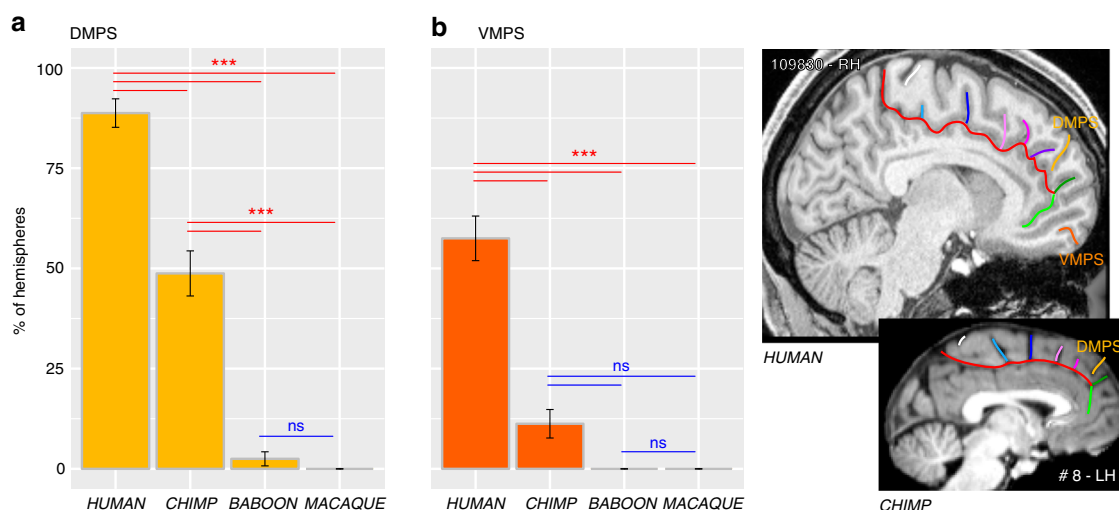 a
DMPS
% of hemispheres
100
75
50
25
0
***
***
ns
HUMAN CHIMP BABOON MACAQUE
b
VMPS
***
ns
ns
HUMAN CHIMP BABOON MACAQUE
109830 - RH
DMPS
VMPS
HUMAN
DMPS
# 8 - LH
CHIMP